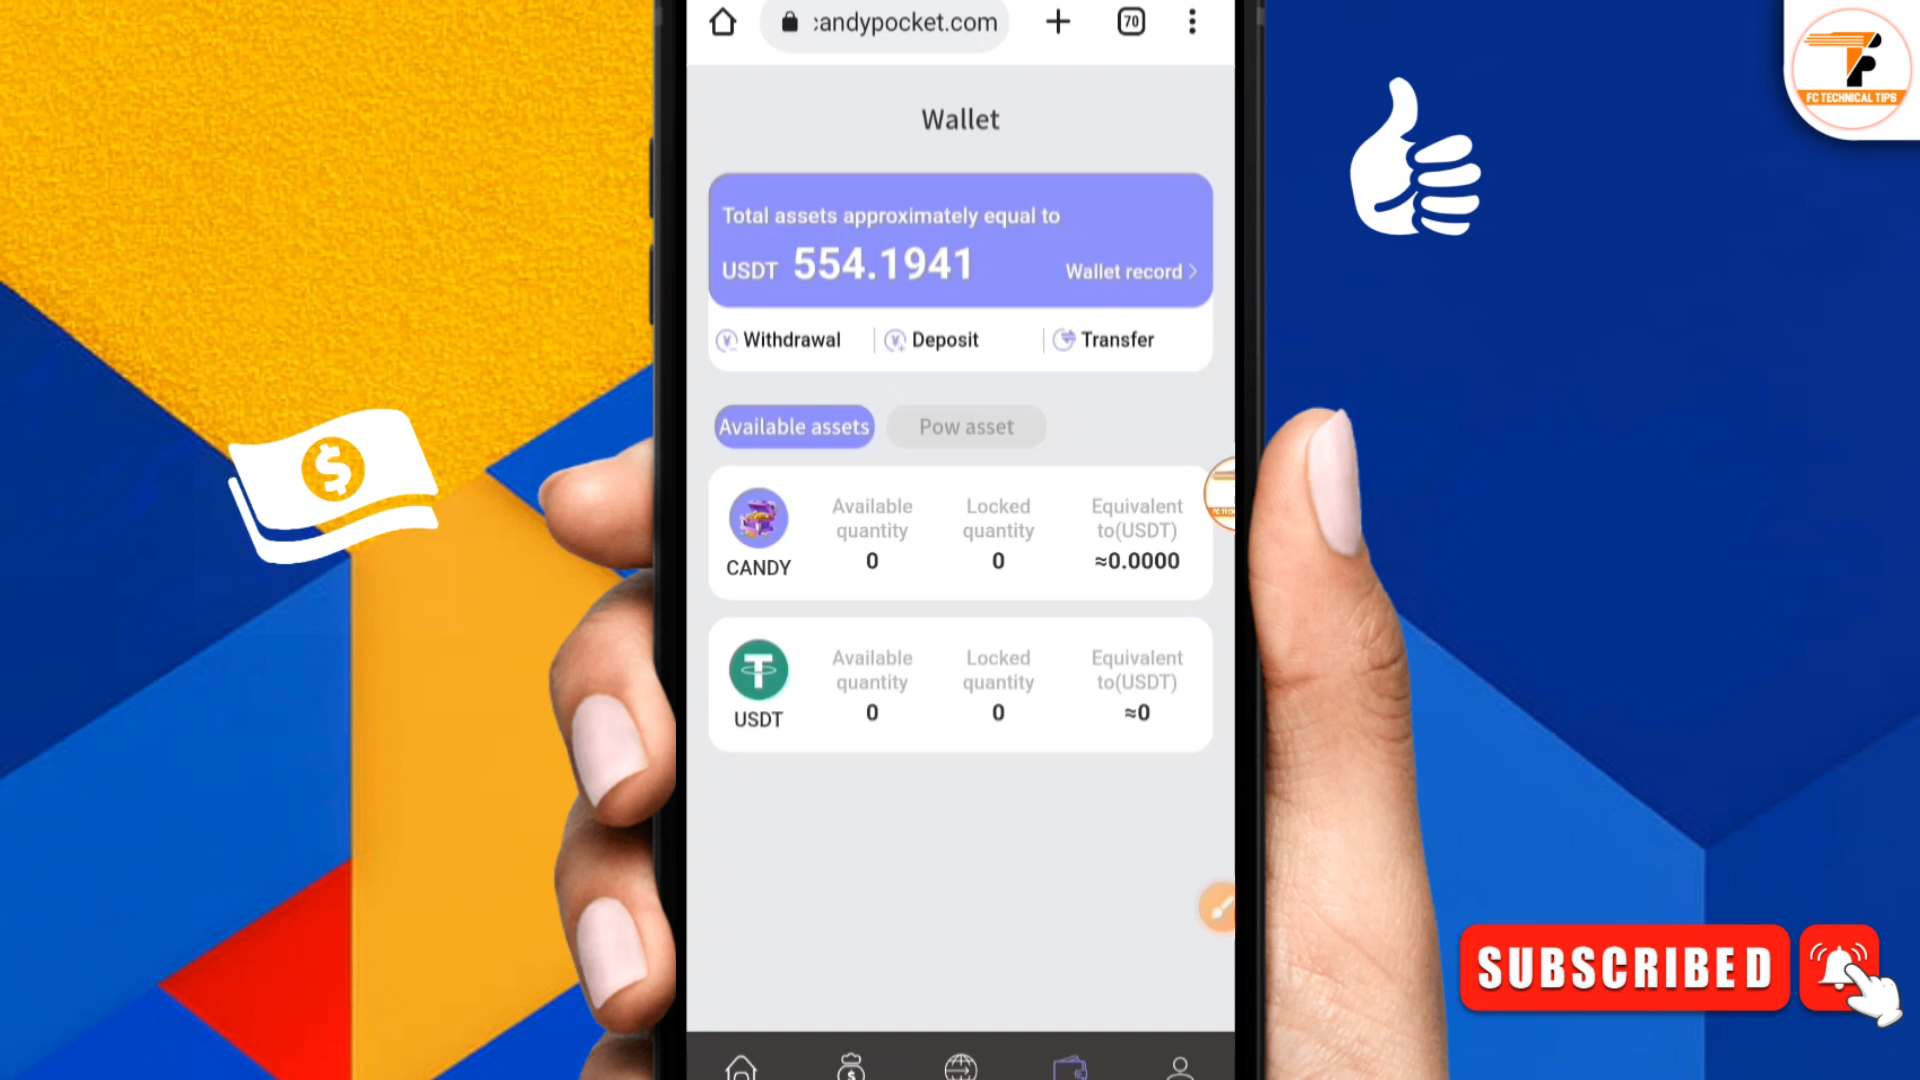 :andypocket.com
70
FC TECHNICAL TIPS
Wallet
Total assets approximately equal to
USDT 554.1941
Wallet record >
Withdrawal
Deposit
Transfer
Available assets
Pow asset
Available quantity
Locked quantity
Equivalent to(USDT)
CANDY
0
0
≈0.0000
Available quantity
Locked quantity
Equivalent to(USDT)
USDT
0
0
≈0
SUBSCRIBED